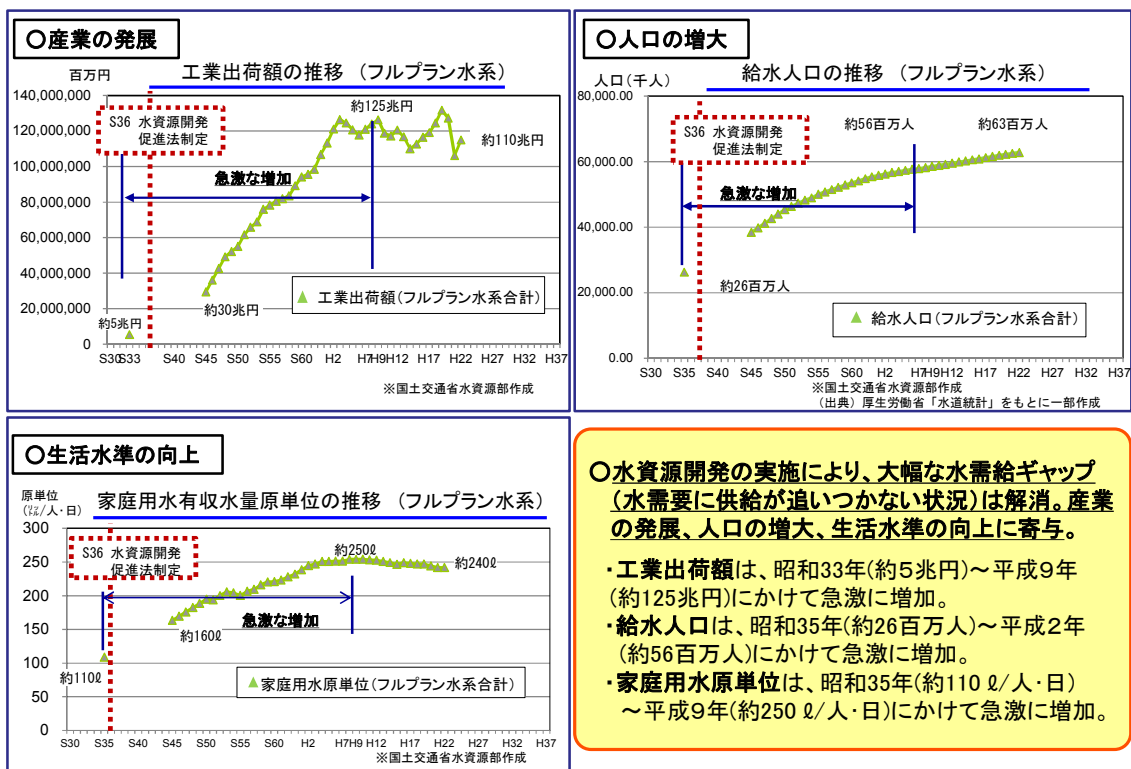 〇産業の発展
工業出荷額の推移 （フルプラン水系）
百万円
140,000,000
120,000,000
100,000,000
80,000,000
60,000,000
40,000,000
20,000,000
0
S36 水資源開発
促進法制定
約125兆円
約110兆円
急激な増加
約30兆円
約5兆円
工業出荷額(フルプラン水系合計)
S30 S33 S40 S45 S50 S55 S60 H2 H7 H9 H12 H17 H22 H27 H32 H37
※国土交通省水資源部作成
〇人口の増大
給水人口の推移 （フルプラン水系）
人口(千人)
80,000.00
60,000.00
40,000.00
20,000.00
0.00
S36 水資源開発
促進法制定
約56百万人
約63百万人
急激な増加
約26百万人
給水人口(フルプラン水系合計)
S30 S35 S40 S45 S50 S55 S60 H2 H7 H9 H12 H17 H22 H27 H32 H37
※国土交通省水資源部作成
（出典）厚生労働省「水道統計」をもとに一部作成
〇生活水準の向上
家庭用水有収水量原単位の推移 （フルプラン水系）
原単位
(㍑/人・日)
300
250
200
150
100
50
0
S36 水資源開発
促進法制定
約250ℓ
約240ℓ
急激な増加
約160ℓ
約110ℓ
家庭用水原単位(フルプラン水系合計)
S30 S35 S40 S45 S50 S55 S60 H2 H7 H9 H12 H17 H22 H27 H32 H37
※国土交通省水資源部作成
〇水資源開発の実施により、大幅な水需給ギャップ
（水需要に供給が追いつかない状況）は解消。産業
の発展、人口の増大、生活水準の向上に寄与。
・工業出荷額は、昭和33年(約5兆円)～平成9年
(約125兆円)にかけて急激に増加。
・給水人口は、昭和35年(約26百万人)～平成2年
(約56百万人)にかけて急激に増加。
・家庭用水原単位は、昭和35年(約110 ℓ/人・日)
～平成9年(約250 ℓ/人・日)にかけて急激に増加。